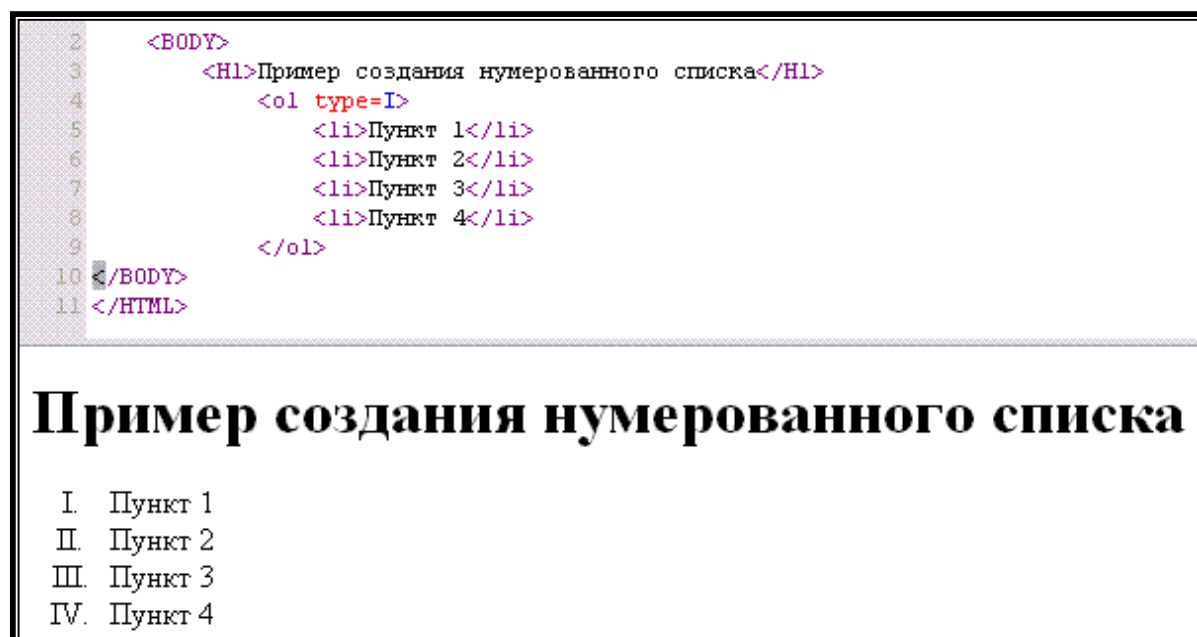 2 <BODY>
3 <H1>Пример создания нумерованного списка</H1>
4 <ol type=I>
5 <li>Пункт 1</li>
6 <li>Пункт 2</li>
7 <li>Пункт 3</li>
8 <li>Пункт 4</li>
9 </ol>
10 </BODY>
11 </HTML>
Пример создания нумерованного списка
I. Пункт 1
II. Пункт 2
III. Пункт 3
IV. Пункт 4